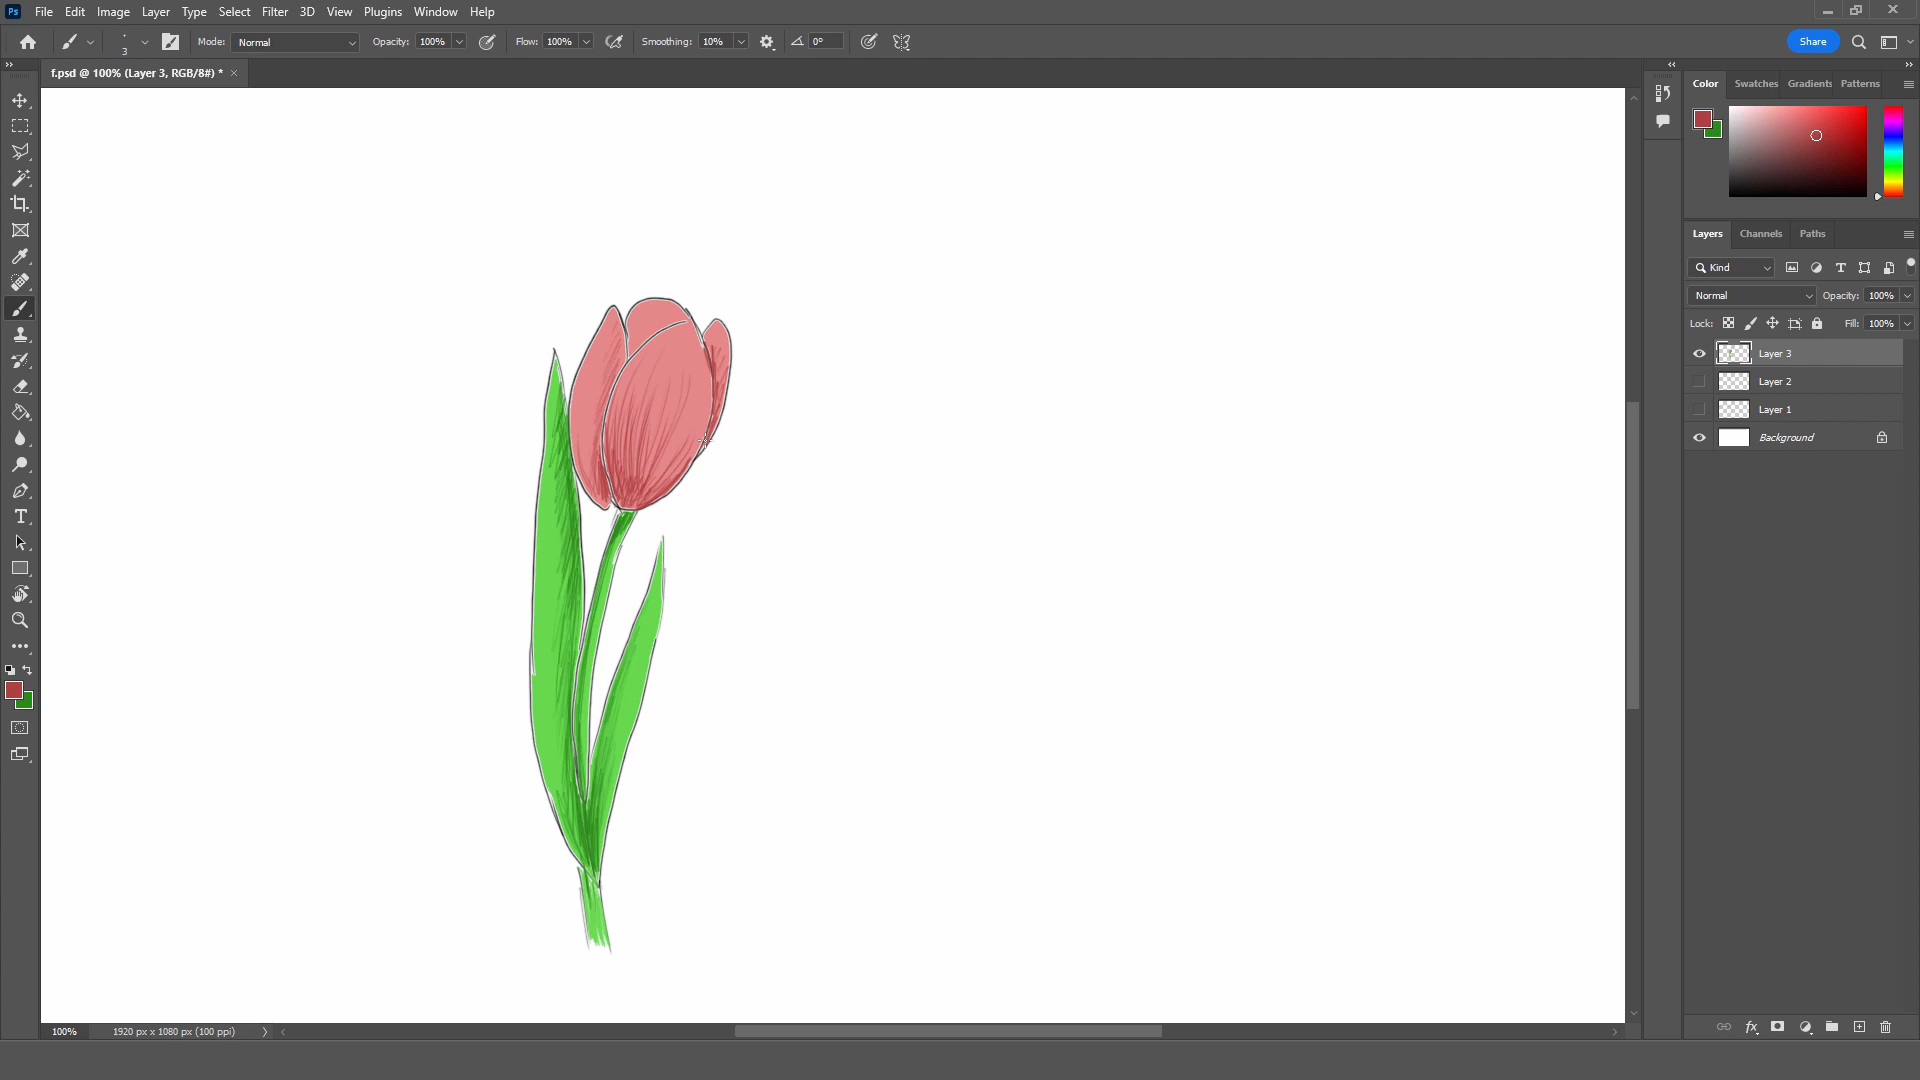 Ps File Edit Image Layer Type Select Filter 3D View Plugins Window Help
3 Mode: Normal Opacity: 100% Flow: 100% Smoothing: 10% 0° Share
f.psd @ 100% (Layer 3, RGB/8#) *
Color Swatches Gradients Patterns
Layers Channels Paths
Kind
Normal Opacity: 100%
Lock: Fill: 100%
Layer 3
Layer 2
Layer 1
Background
100% 1920 px x 1080 px (100 ppi)